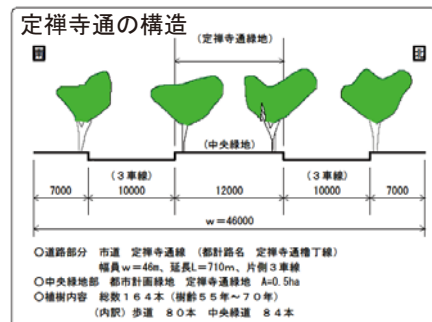 定禅寺通の構造
(定禅寺通緑地)
(中央緑地)
(3車線) (3車線)
7000 10000 12000 10000 7000
w=46000
○道路部分 市道 定禅寺通線 (都計路名 定禅寺通櫓丁線)
幅員w=46m、延長L=710m、片側3車線
○中央緑地部 都市計画緑地 定禅寺通緑地 A=0.5ha
○植樹内容 総数164本(樹齢55年~70年)
(内訳)歩道 80本 中央緑道 84本